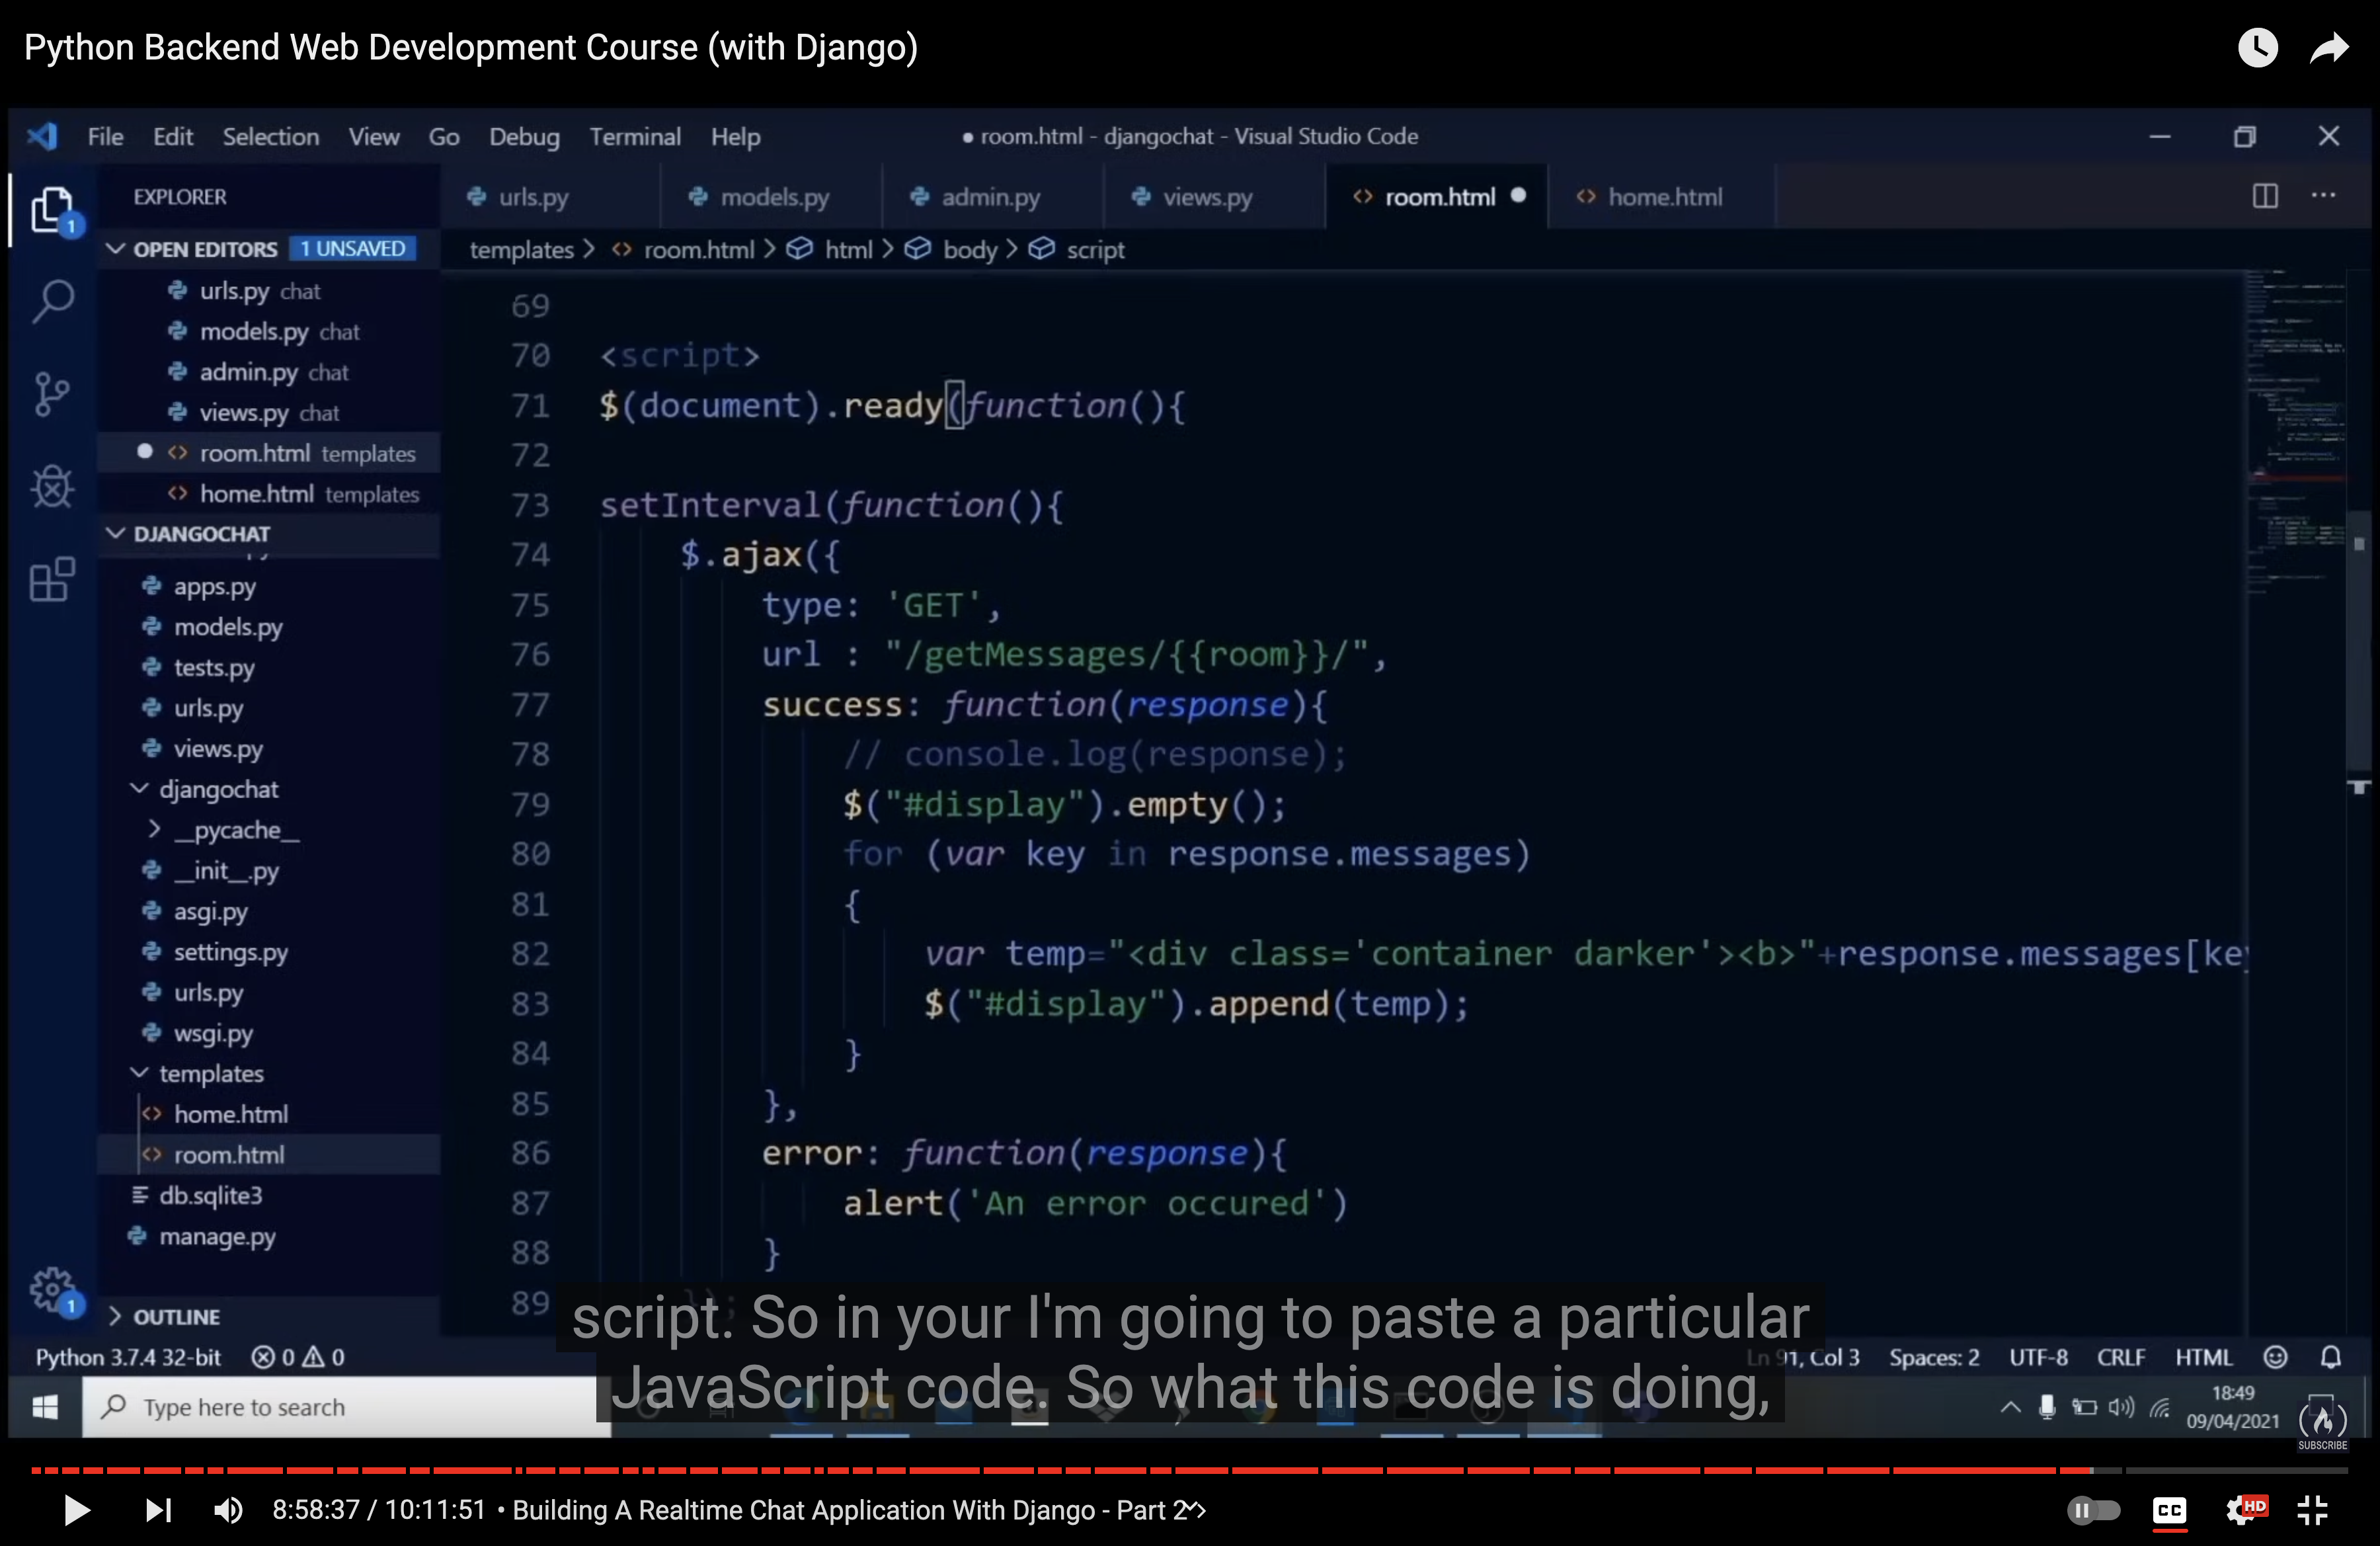 Python Backend Web Development Course (with Django)
File Edit Selection View Go Debug Terminal Help
● room.html - djangochat - Visual Studio Code
EXPLORER
urls.py
models.py
admin.py
views.py
room.html
home.html
OPEN EDITORS 1 UNSAVED
templates > room.html > html > body > script
urls.py chat
models.py chat
admin.py chat
views.py chat
room.html templates
home.html templates
DJANGOCHAT
apps.py
models.py
tests.py
urls.py
views.py
djangochat
__pycache__
__init__.py
asgi.py
settings.py
urls.py
wsgi.py
templates
home.html
room.html
db.sqlite3
manage.py
OUTLINE
69
70 <script>
71 $(document).ready(function(){
72
73 setInterval(function(){
74 $.ajax({
75 type: 'GET',
76 url : "/getMessages/{{room}}/",
77 success: function(response){
78 // console.log(response);
79 $("#display").empty();
80 for (var key in response.messages)
81 {
82 var temp="<div class='container darker'><b>"+response.messages[key
83 $("#display").append(temp);
84 }
85 },
86 error: function(response){
87 alert('An error occured')
88 }
89
script. So in your I'm going to paste a particular
JavaScript code. So what this code is doing,
Python 3.7.4 32-bit 0 0
Ln 91, Col 3 Spaces: 2 UTF-8 CRLF HTML
Type here to search
18:49
09/04/2021
SUBSCRIBE
8:58:37 / 10:11:51 • Building A Realtime Chat Application With Django - Part 2
CC
HD